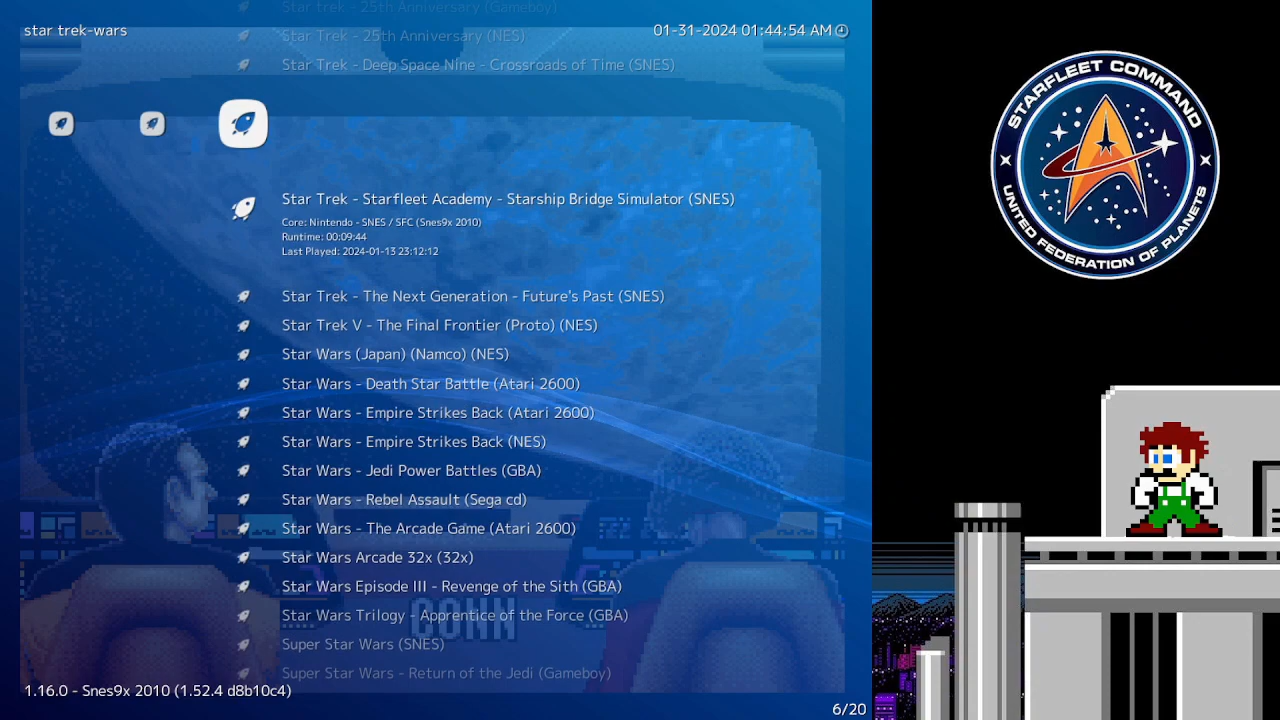 Star trek - 25th Anniversary (Gameboy)
star trek-wars
01-31-2024 01:44:54 AM
Star Trek - 25th Anniversary (NES)
Star Trek - Deep Space Nine - Crossroads of Time (SNES)
STARFLEET COMMAND
UNITED FEDERATION OF PLANETS
Star Trek - Starfleet Academy - Starship Bridge Simulator (SNES)
Core: Nintendo - SNES / SFC (Snes9x 2010)
Runtime: 00:09:44
Last Played: 2024-01-13 23:12:12
Star Trek - The Next Generation - Future's Past (SNES)
Star Trek V - The Final Frontier (Proto) (NES)
Star Wars (Japan) (Namco) (NES)
Star Wars - Death Star Battle (Atari 2600)
Star Wars - Empire Strikes Back (Atari 2600)
Star Wars - Empire Strikes Back (NES)
Star Wars - Jedi Power Battles (GBA)
Star Wars - Rebel Assault (Sega cd)
Star Wars - The Arcade Game (Atari 2600)
Star Wars Arcade 32x (32x)
Star Wars Episode III - Revenge of the Sith (GBA)
Star Wars Trilogy - Apprentice of the Force (GBA)
CONN
Super Star Wars (SNES)
Super Star Wars - Return of the Jedi (Gameboy)
1.16.0 - Snes9x 2010 (1.52.4 d8b10c4)
6/20